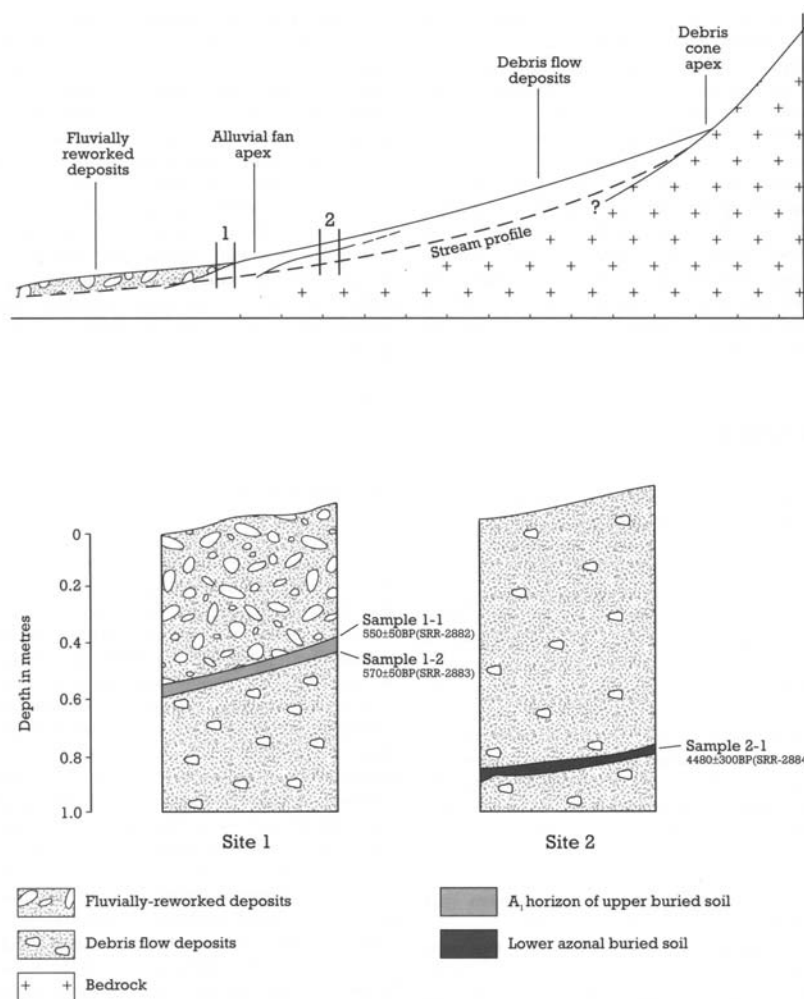 Debris
cone
apex
Debris flow
deposits
Fluvially
reworked
deposits
Alluvial fan
apex
1
2
?
Stream profile
Depth in metres
0
0.2
0.4
0.6
0.8
1.0
Sample 1-1
550±50BP(SRR-2882)
Sample 1-2
570±50BP(SRR-2883)
Sample 2-1
4480±300BP(SRR-2884
Site 1
Site 2
Fluvially-reworked deposits
Debris flow deposits
Bedrock
A₁ horizon of upper buried soil
Lower azonal buried soil